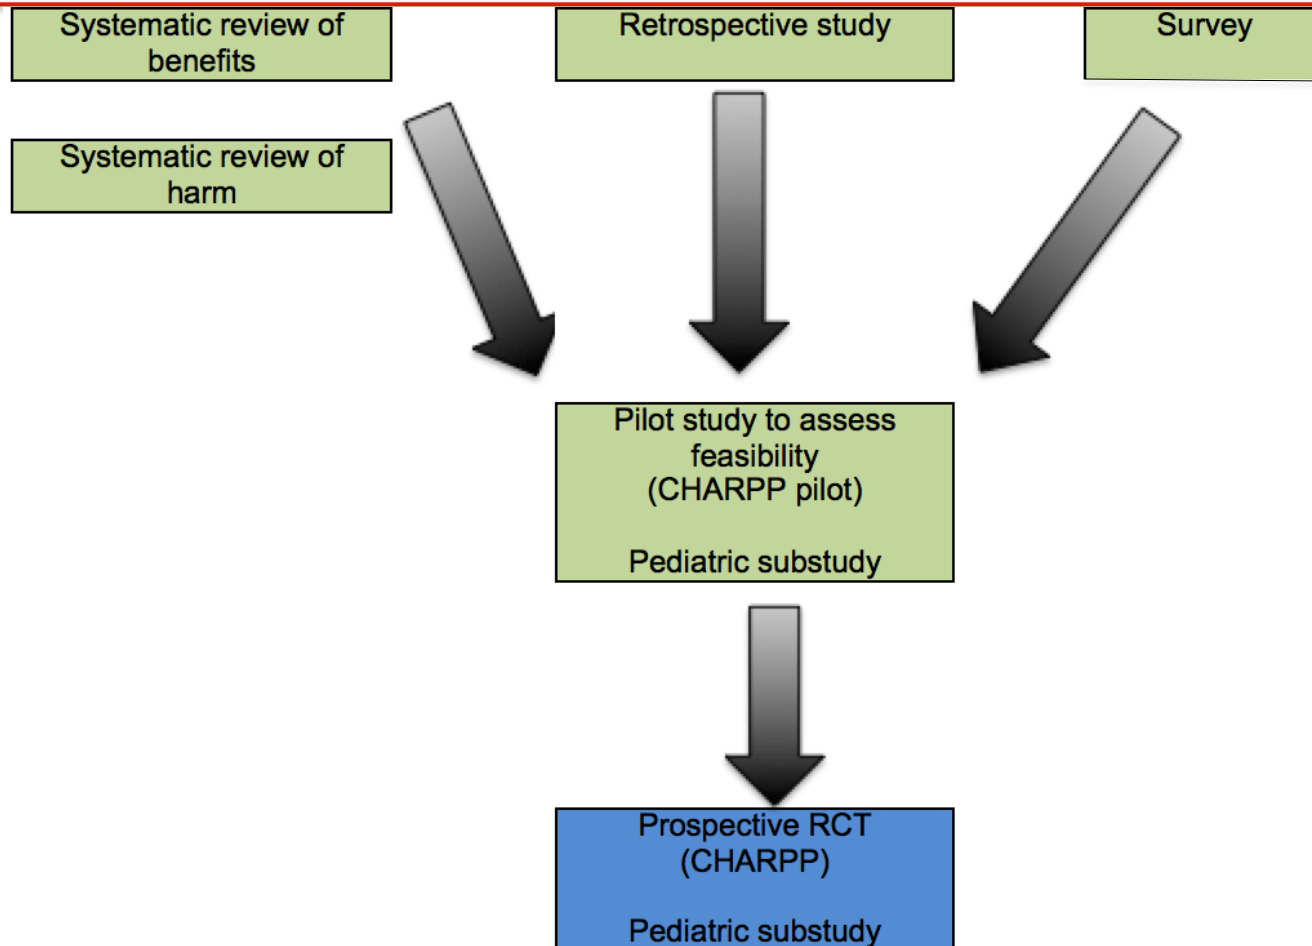 Systematic review of
benefits
Systematic review of
harm
Retrospective study
Survey
Pilot study to assess
feasibility
(CHARPP pilot)
Pediatric substudy
Prospective RCT
(CHARPP)
Pediatric substudy